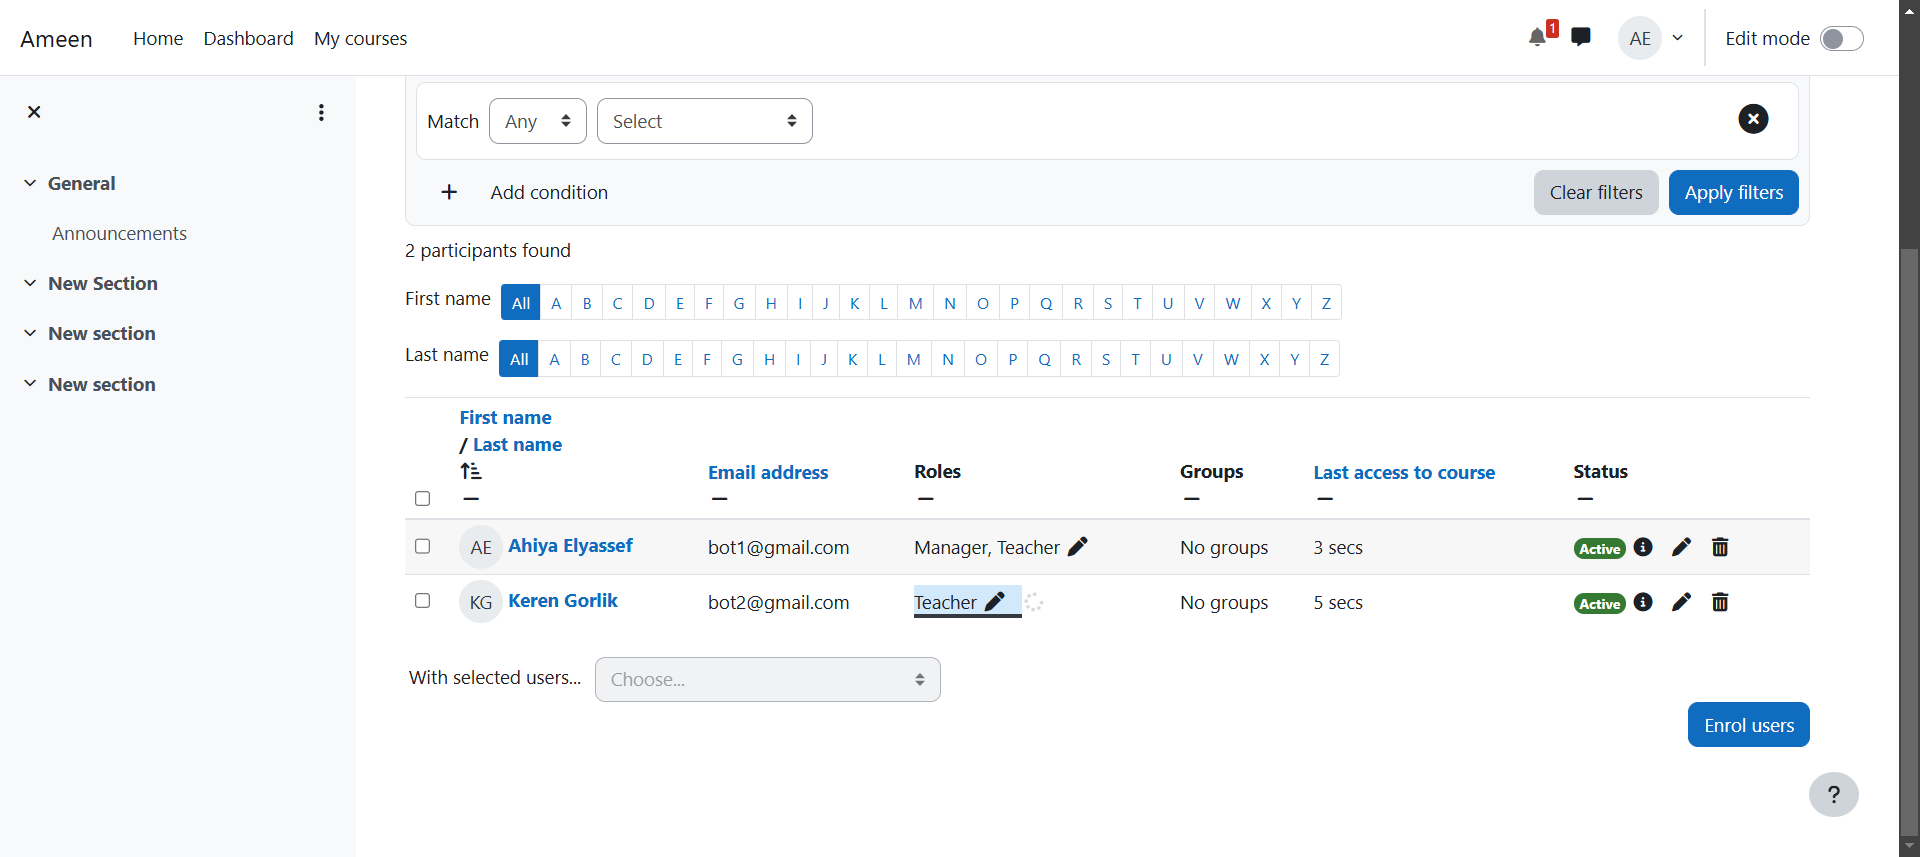 Ameen Home Dashboard My courses 1 AE Edit mode
General
Announcements
New Section
New section
New section
Match Any Select
Add condition Clear filters Apply filters
2 participants found
First name All A B C D E F G H I J K L M N O P Q R S T U V W X Y Z
Last name All A B C D E F G H I J K L M N O P Q R S T U V W X Y Z
First name
/ Last name
Email address Roles Groups Last access to course Status
AE Ahiya Elyassef bot1@gmail.com Manager, Teacher No groups 3 secs Active
KG Keren Gorlik bot2@gmail.com Teacher No groups 5 secs Active
With selected users... Choose...
Enrol users
?